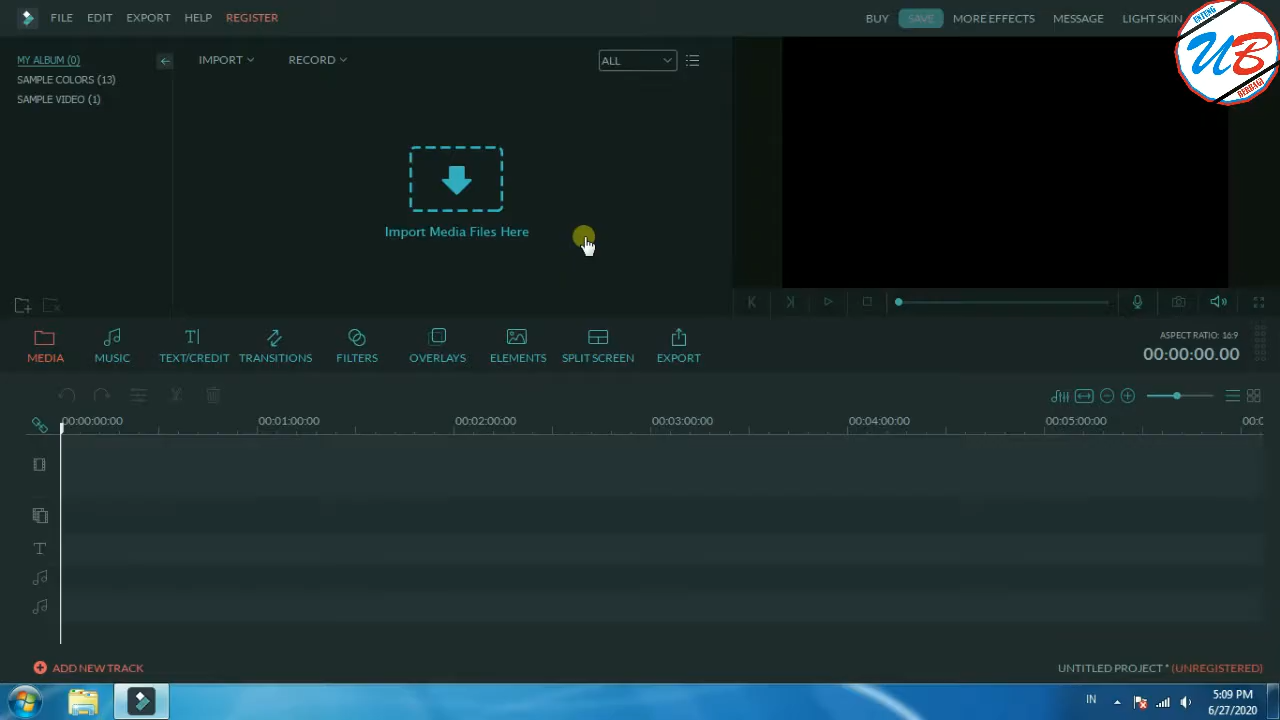 FILE EDIT EXPORT HELP REGISTER BUY SAVE MORE EFFECTS MESSAGE LIGHT SKIN
ENTENG
UB
BERBAGI
MY ALBUM (0)
SAMPLE COLORS (13)
SAMPLE VIDEO (1)
IMPORT RECORD ALL
Import Media Files Here
MEDIA MUSIC TEXT/CREDIT TRANSITIONS FILTERS OVERLAYS ELEMENTS SPLIT SCREEN EXPORT
ASPECT RATIO: 16:9
00:00:00.00
00:00:00:00 00:01:00:00 00:02:00:00 00:03:00:00 00:04:00:00 00:05:00:00 00:0
T
ADD NEW TRACK
UNTITLED PROJECT * (UNREGISTERED)
IN
5:09 PM
6/27/2020